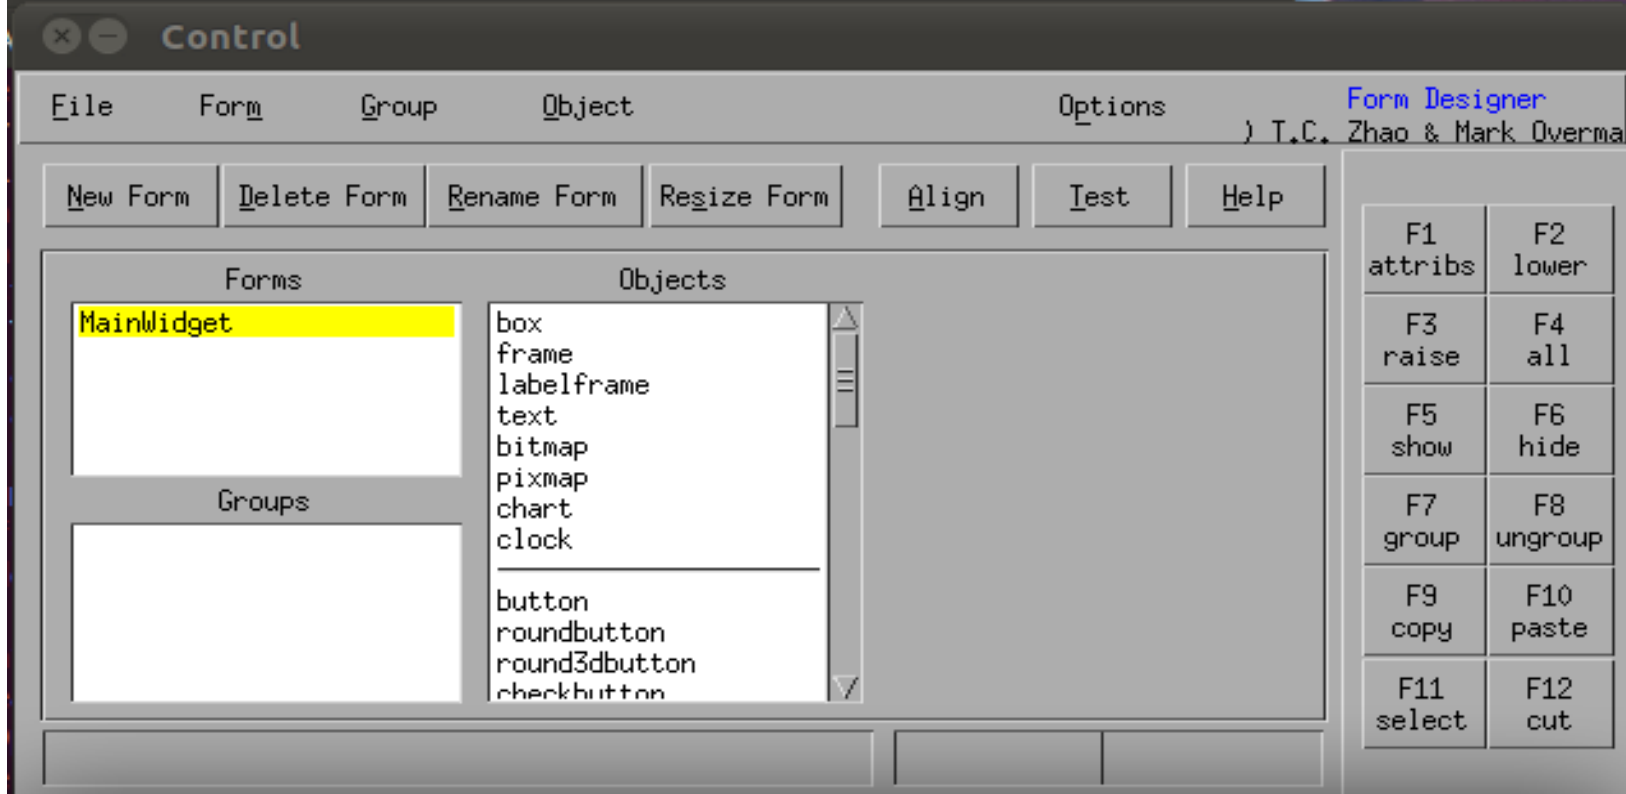 Control
File Form Group Object Options
Form Designer
) T.C. Zhao & Mark Overma
New Form Delete Form Rename Form Resize Form Align Test Help
Forms
MainWidget
Groups
Objects
box
frame
labelframe
text
bitmap
pixmap
chart
clock
button
roundbutton
round3dbutton
checkbutton
F1 attribs
F2 lower
F3 raise
F4 all
F5 show
F6 hide
F7 group
F8 ungroup
F9 copy
F10 paste
F11 select
F12 cut